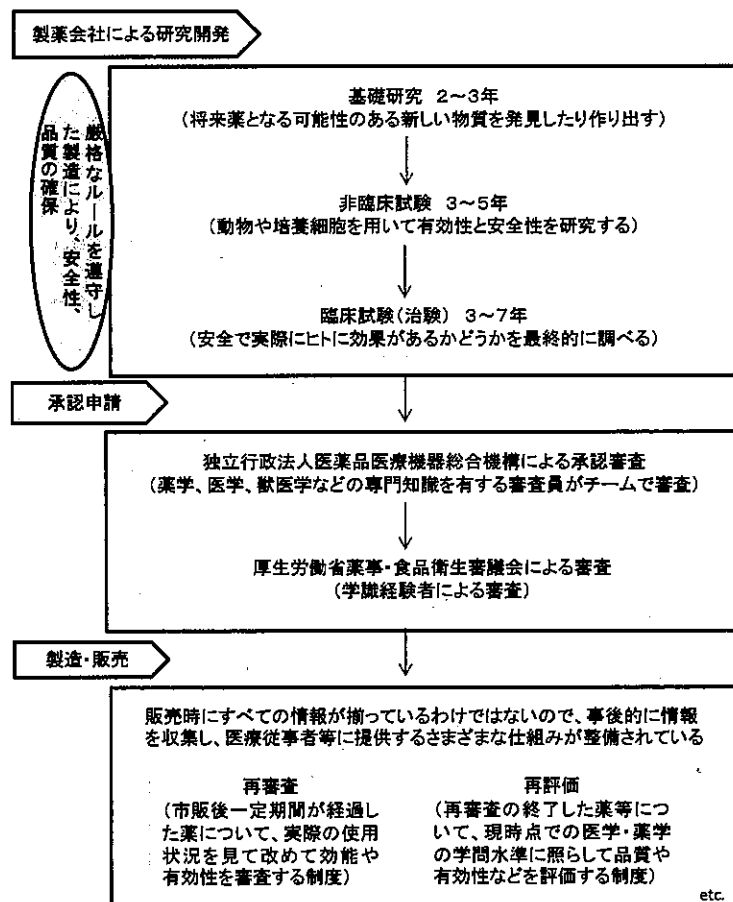 製薬会社による研究開発
厳格なルールを遵守し
た製造により、安全性、
品質の確保
基礎研究 2～3年
(将来薬となる可能性のある新しい物質を発見したり作り出す)
非臨床試験 3～5年
(動物や培養細胞を用いて有効性と安全性を研究する)
臨床試験(治験) 3～7年
(安全で実際にヒトに効果があるかどうかを最終的に調べる)
承認申請
独立行政法人医薬品医療機器総合機構による承認審査
(薬学、医学、獣医学などの専門知識を有する審査員がチームで審査)
厚生労働省薬事・食品衛生審議会による審査
(学識経験者による審査)
製造・販売
販売時にすべての情報が揃っているわけではないので、事後的に情報
を収集し、医療従事者等に提供するさまざまな仕組みが整備されている
再審査
(市販後一定期間が経過し
た薬について、実際の使用
状況を見て改めて効能や
有効性を審査する制度)
再評価
(再審査の終了した薬等につ
いて、現時点での医学・薬学
の学問水準に照らして品質や
有効性などを評価する制度)
etc.